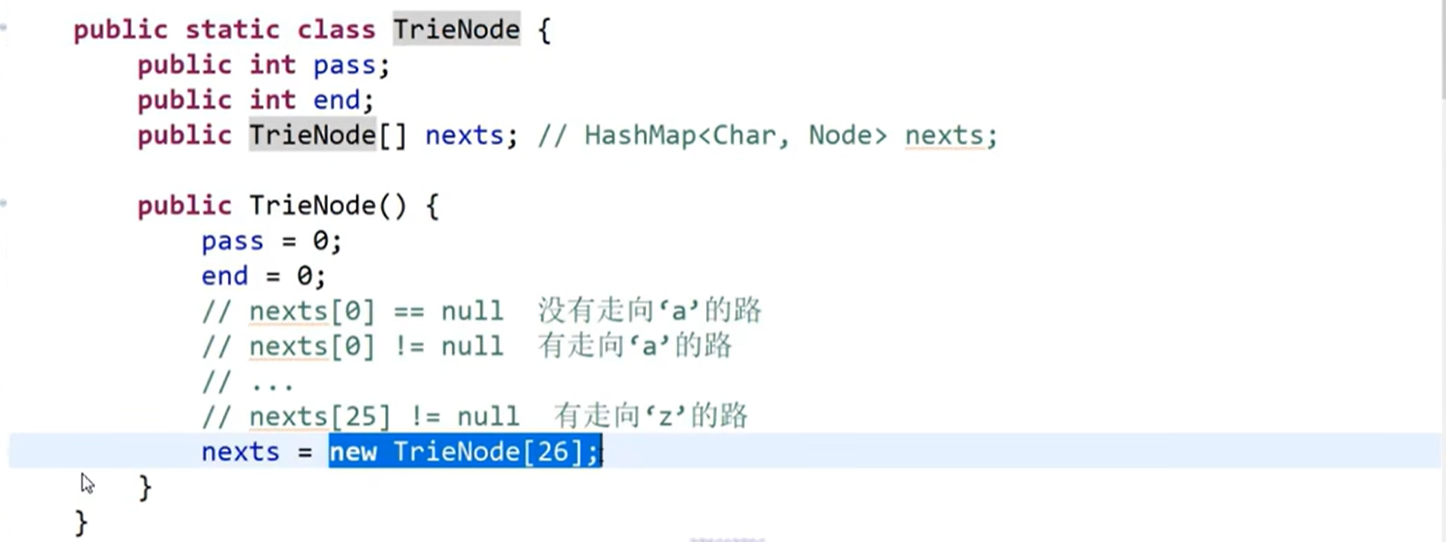 public static class TrieNode {
public int pass;
public int end;
public TrieNode[] nexts; // HashMap<Char, Node> nexts;
public TrieNode() {
pass = 0;
end = 0;
// nexts[0] == null 没有走向‘a’的路
// nexts[0] != null 有走向‘a’的路
// ...
// nexts[25] != null 有走向‘z’的路
nexts = new TrieNode[26];
}
}